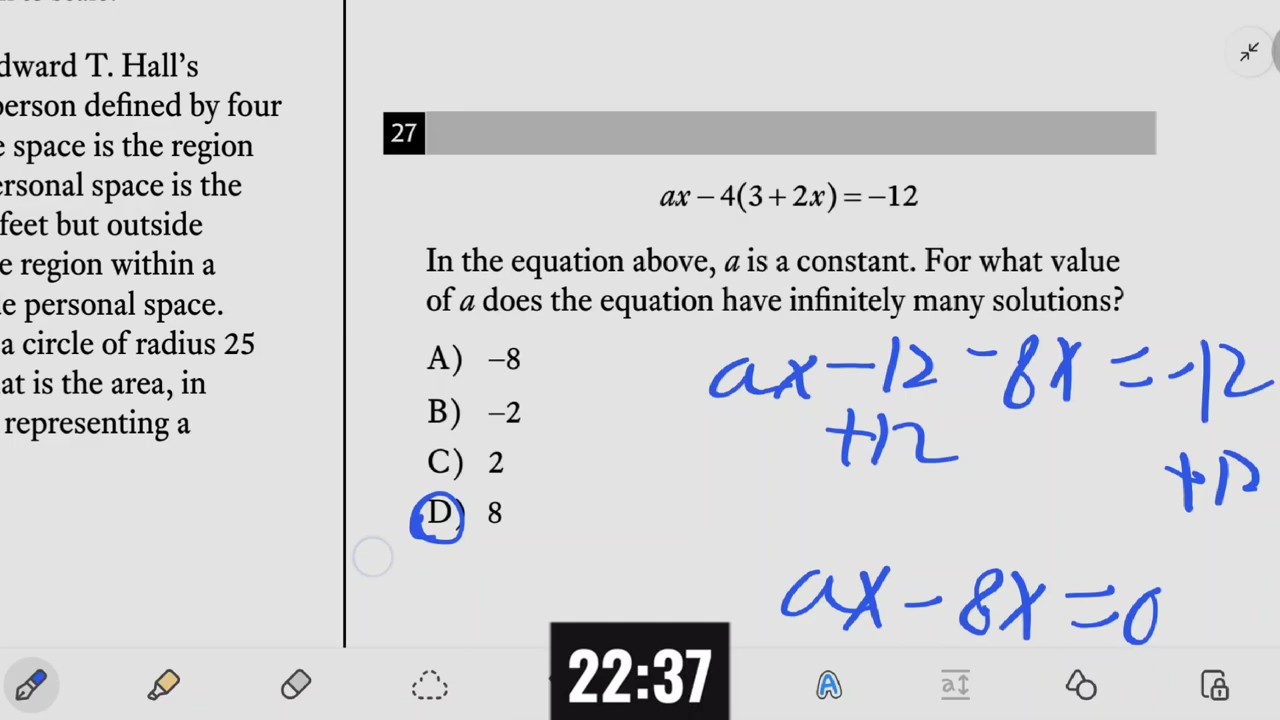 dward T. Hall's
person defined by four
e space is the region
ersonal space is the
feet but outside
e region within a
le personal space.
a circle of radius 25
at is the area, in
representing a
27
ax – 4(3 + 2x) = –12
In the equation above, a is a constant. For what value
of a does the equation have infinitely many solutions?
A) –8
B) –2
C) 2
D) 8
ax – 12 – 8x = -12
+12 +12
ax – 8x = 0
22:37
A
a